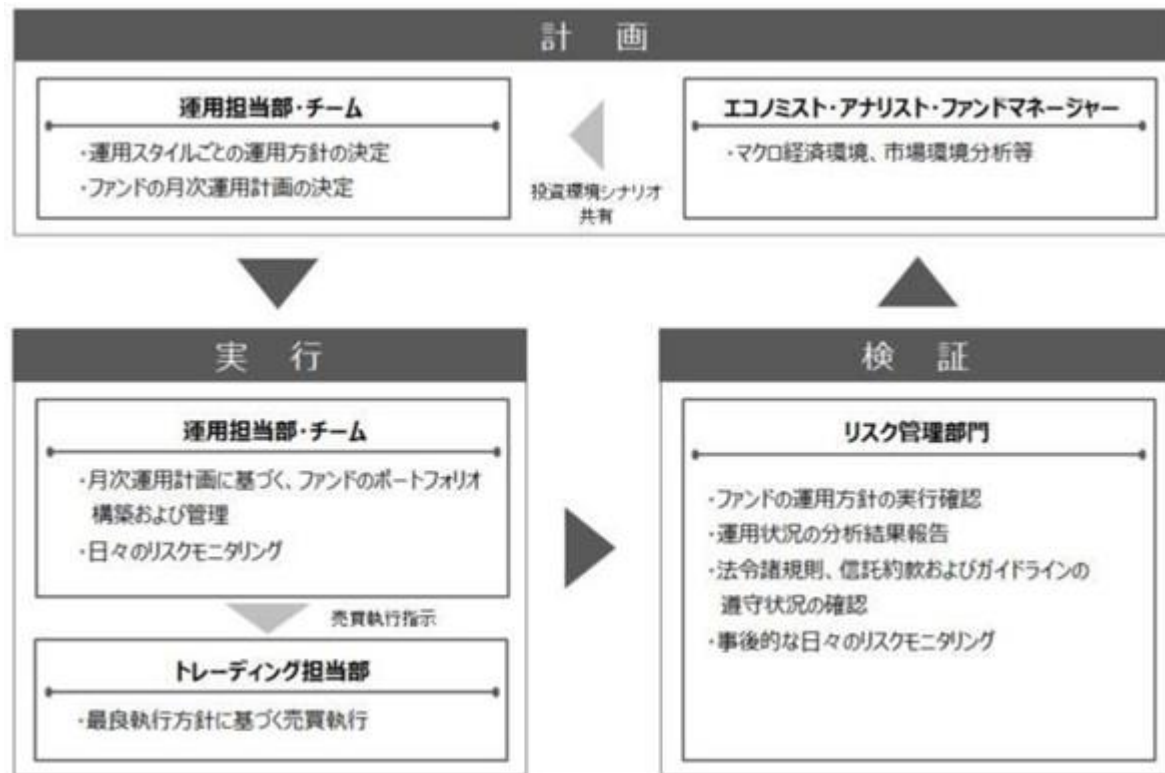 計 画
運用担当部・チーム
・運用スタイルごとの運用方針の決定
・ファンドの月次運用計画の決定
投資環境シナリオ
共有
エコノミスト・アナリスト・ファンドマネージャー
・マクロ経済環境、市場環境分析等
実 行
運用担当部・チーム
・月次運用計画に基づく、ファンドのポートフォリオ
構築および管理
・日々のリスクモニタリング
売買執行指示
トレーディング担当部
・最良執行方針に基づく売買執行
検 証
リスク管理部門
・ファンドの運用方針の実行確認
・運用状況の分析結果報告
・法令諸規則、信託約款およびガイドラインの
遵守状況の確認
・事後的な日々のリスクモニタリング